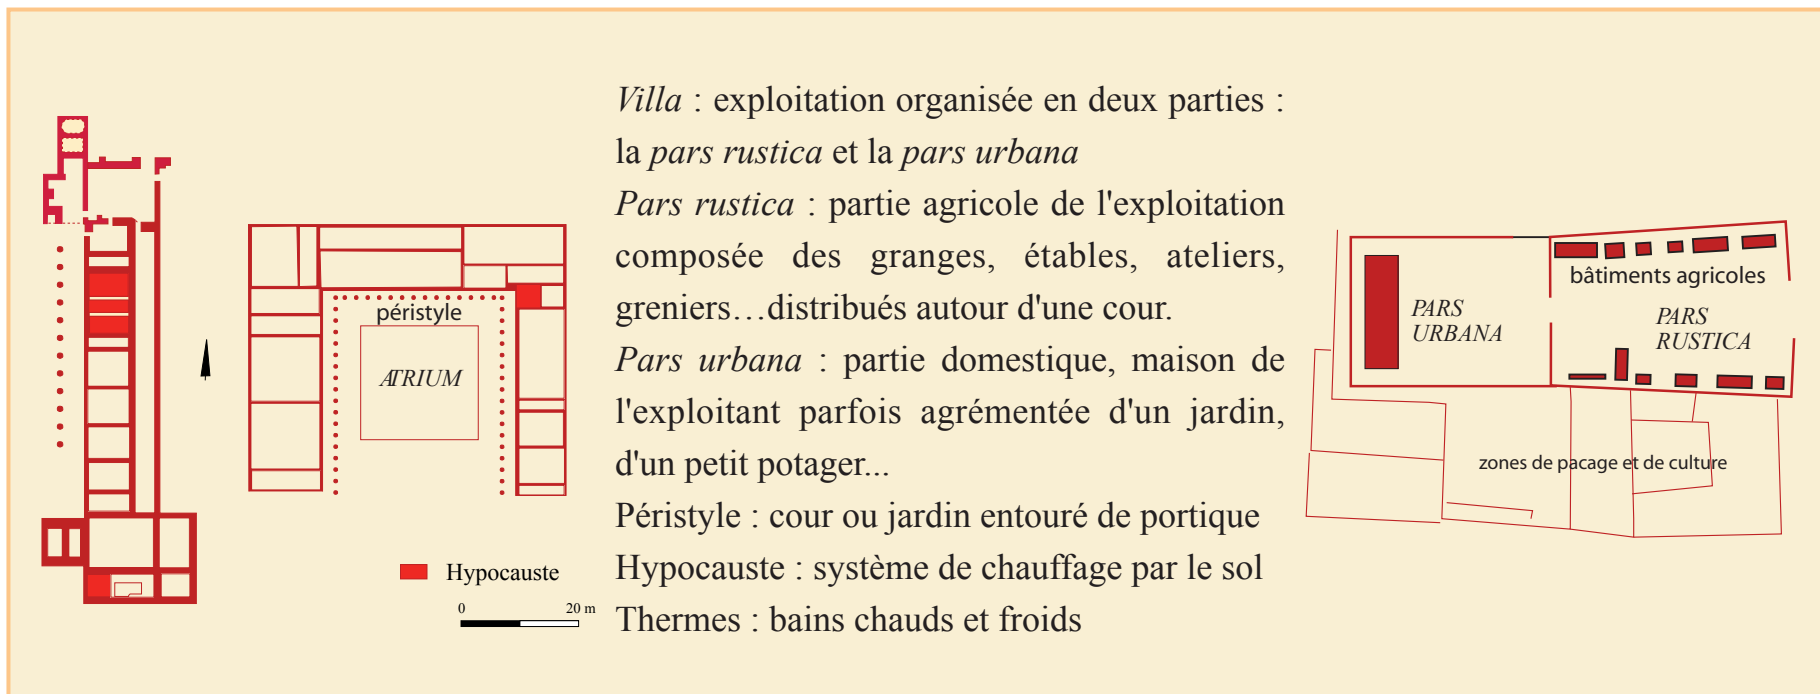 péristyle
ATRIUM
Hypocauste
0 20 m
Villa : exploitation organisée en deux parties :
la pars rustica et la pars urbana
Pars rustica : partie agricole de l'exploitation
composée des granges, étables, ateliers,
greniers…distribués autour d'une cour.
Pars urbana : partie domestique, maison de
l'exploitant parfois agrémentée d'un jardin,
d'un petit potager...
Péristyle : cour ou jardin entouré de portique
Hypocauste : système de chauffage par le sol
Thermes : bains chauds et froids
bâtiments agricoles
PARS
URBANA
PARS
RUSTICA
zones de pacage et de culture